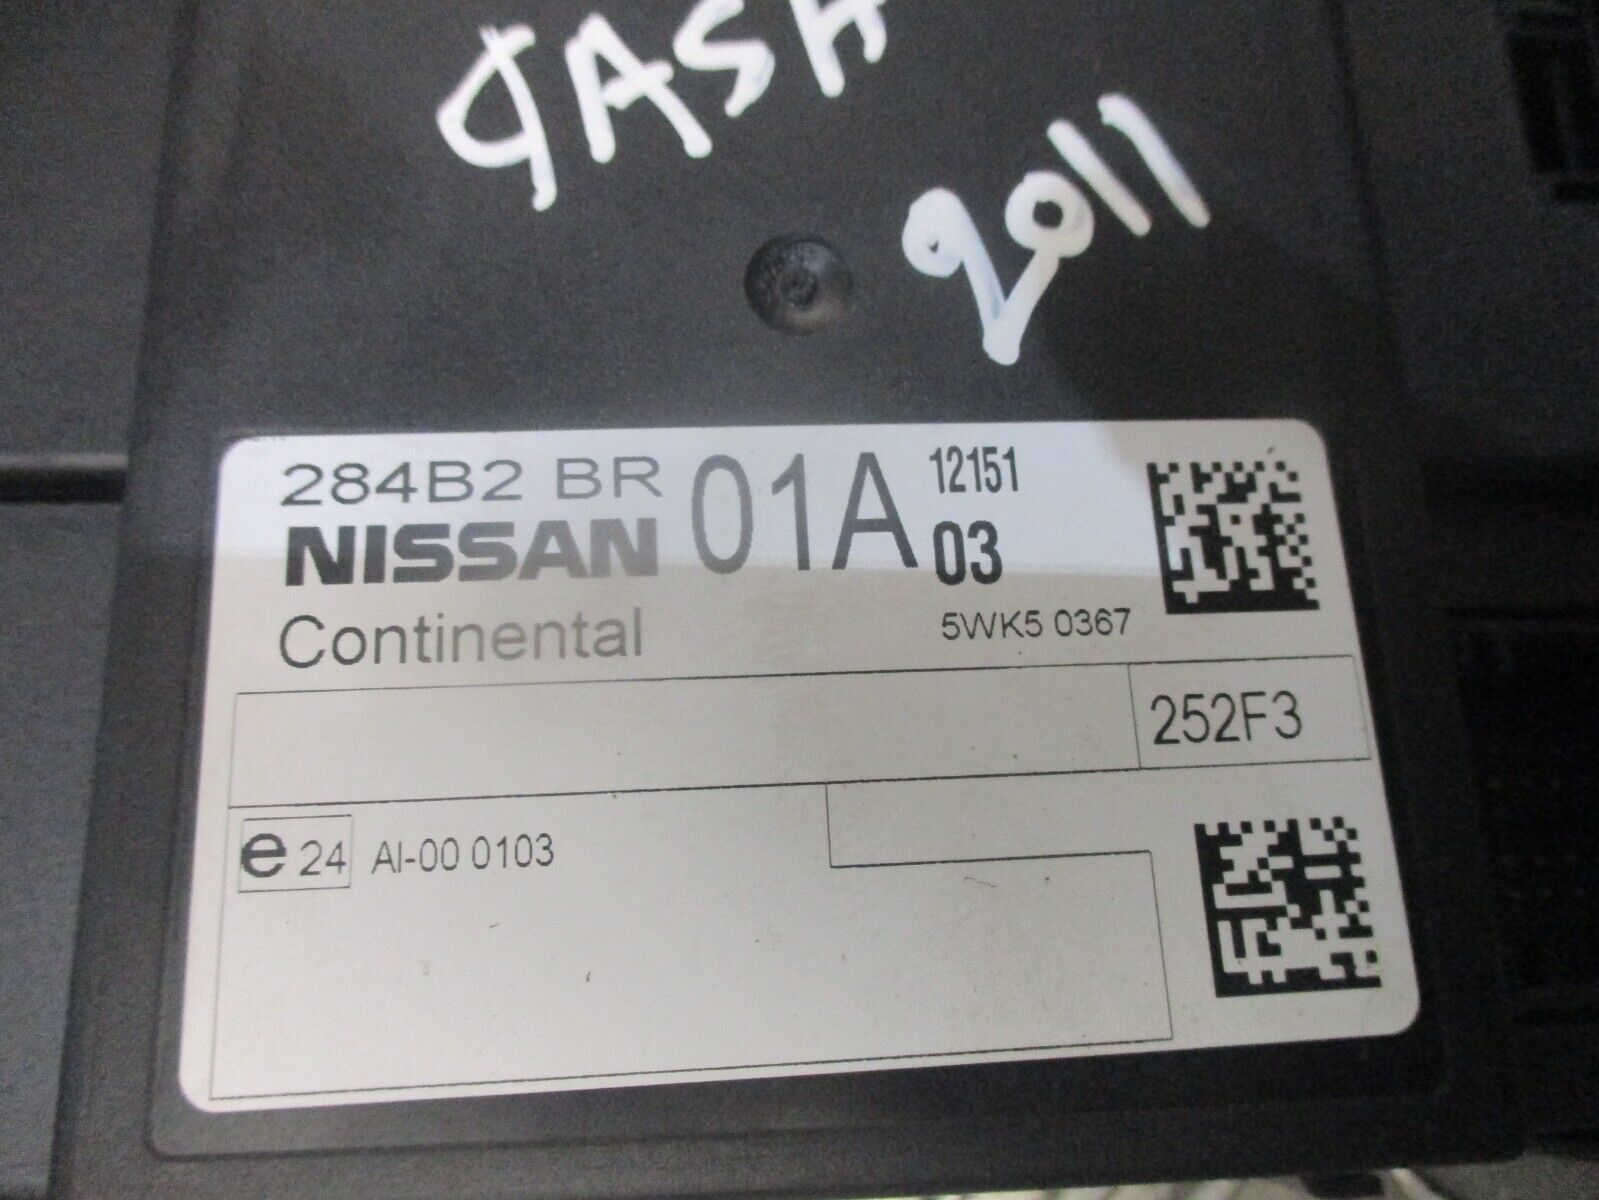 QASH
2011
284B2 BR 01A 12151
NISSAN 03
Continental 5WK5 0367
252F3
e 24 AI-00 0103